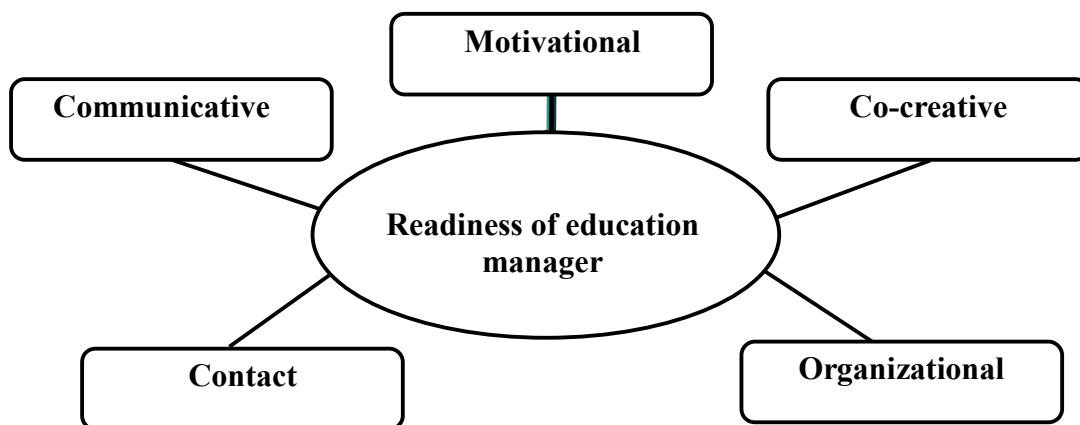 Motivational
Communicative
Co-creative
Readiness of education
manager
Contact
Organizational